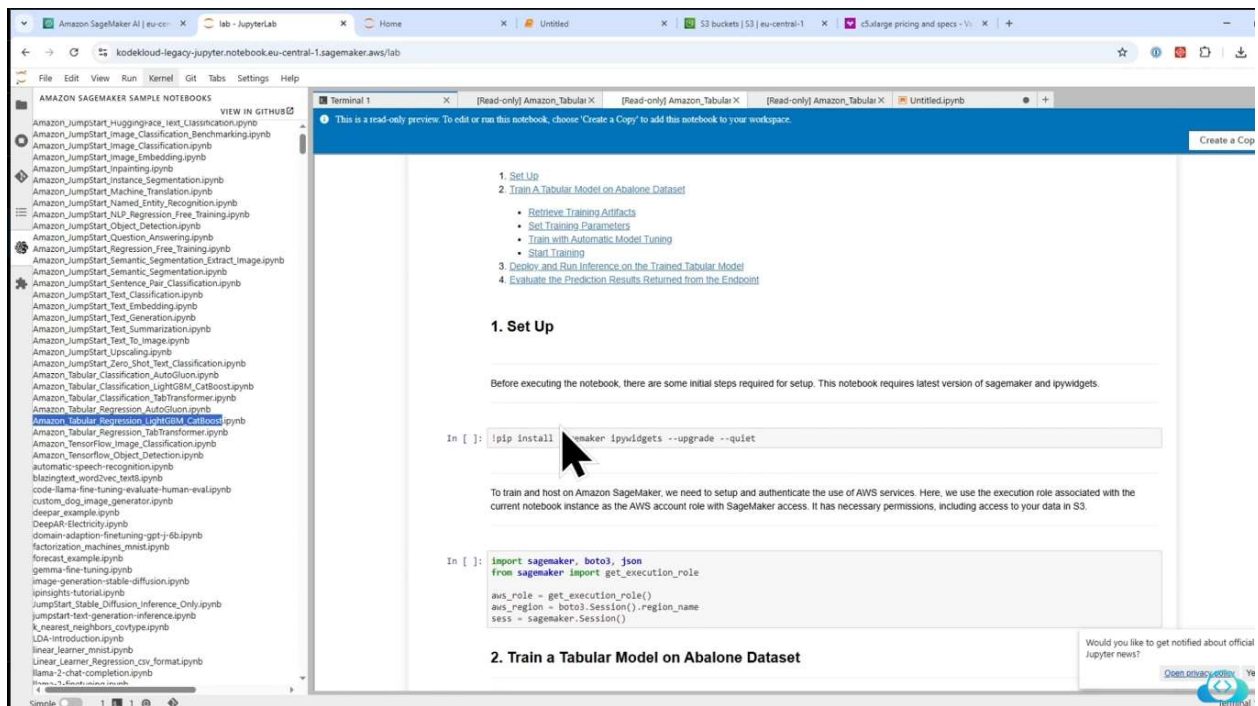 Amazon SageMaker AI | eu-cen
lab - JupyterLab
Home
Untitled
S3 buckets | S3 | eu-central-1
c5.xlarge pricing and specs - Va
kodekloud-legacy-jupyter.notebook.eu-central-1.sagemaker.aws/lab
File Edit View Run Kernel Git Tabs Settings Help
AMAZON SAGEMAKER SAMPLE NOTEBOOKS
VIEW IN GITHUB
Amazon_JumpStart_HuggingFace_Text_Classification.ipynb
Amazon_JumpStart_Image_Classification_Benchmarking.ipynb
Amazon_JumpStart_Image_Classification.ipynb
Amazon_JumpStart_Image_Embedding.ipynb
Amazon_JumpStart_Inpainting.ipynb
Amazon_JumpStart_Instance_Segmentation.ipynb
Amazon_JumpStart_Machine_Translation.ipynb
Amazon_JumpStart_Named_Entity_Recognition.ipynb
Amazon_JumpStart_NLP_Regression_Free_Training.ipynb
Amazon_JumpStart_Object_Detection.ipynb
Amazon_JumpStart_Question_Answering.ipynb
Amazon_JumpStart_Regression_Free_Training.ipynb
Amazon_JumpStart_Semantic_Segmentation_Extract_Image.ipynb
Amazon_JumpStart_Semantic_Segmentation.ipynb
Amazon_JumpStart_Sentence_Pair_Classification.ipynb
Amazon_JumpStart_Text_Classification.ipynb
Amazon_JumpStart_Text_Embedding.ipynb
Amazon_JumpStart_Text_Generation.ipynb
Amazon_JumpStart_Text_Summarization.ipynb
Amazon_JumpStart_Text_To_Image.ipynb
Amazon_JumpStart_Upscaling.ipynb
Amazon_JumpStart_Zero_Shot_Text_Classification.ipynb
Amazon_Tabular_Classification_AutoGluon.ipynb
Amazon_Tabular_Classification_LightGBM_CatBoost.ipynb
Amazon_Tabular_Classification_TabTransformer.ipynb
Amazon_Tabular_Regression_AutoGluon.ipynb
Amazon_Tabular_Regression_LightGBM_CatBoost.ipynb
Amazon_Tabular_Regression_TabTransformer.ipynb
Amazon_TensorFlow_Image_Classification.ipynb
Amazon_Tensorflow_Object_Detection.ipynb
automatic-speech-recognition.ipynb
blazingtext_word2vec_text8.ipynb
code-llama-fine-tuning-evaluate-human-eval.ipynb
custom_dog_image_generator.ipynb
deepar_example.ipynb
DeepAR-Electricity.ipynb
domain-adaption-finetuning-gpt-j-6b.ipynb
factorization_machines_mnist.ipynb
forecast_example.ipynb
gemma-fine-tuning.ipynb
image-generation-stable-diffusion.ipynb
ipinsights-tutorial.ipynb
JumpStart_Stable_Diffusion_Inference_Only.ipynb
jumpstart-text-generation-inference.ipynb
k_nearest_neighbors_covtype.ipynb
LDA-Introduction.ipynb
linear_learner_mnist.ipynb
Linear_Learner_Regression_csv_format.ipynb
llama-2-chat-completion.ipynb
llama-2-finetuning.ipynb
Simple
1
1
Terminal 1
[Read-only] Amazon_Tabular
[Read-only] Amazon_Tabular
[Read-only] Amazon_Tabular
Untitled.ipynb
This is a read-only preview. To edit or run this notebook, choose 'Create a Copy' to add this notebook to your workspace.
Create a Cop
1. Set Up
2. Train A Tabular Model on Abalone Dataset
Retrieve Training Artifacts
Set Training Parameters
Train with Automatic Model Tuning
Start Training
3. Deploy and Run Inference on the Trained Tabular Model
4. Evaluate the Prediction Results Returned from the Endpoint
1. Set Up
Before executing the notebook, there are some initial steps required for setup. This notebook requires latest version of sagemaker and ipywidgets.
In [ ]: !pip install emaker ipywidgets --upgrade --quiet
To train and host on Amazon SageMaker, we need to setup and authenticate the use of AWS services. Here, we use the execution role associated with the
current notebook instance as the AWS account role with SageMaker access. It has necessary permissions, including access to your data in S3.
In [ ]: import sagemaker, boto3, json
from sagemaker import get_execution_role
aws_role = get_execution_role()
aws_region = boto3.Session().region_name
sess = sagemaker.Session()
2. Train a Tabular Model on Abalone Dataset
Would you like to get notified about official
Jupyter news?
Open privacy policy Ye
Terminal